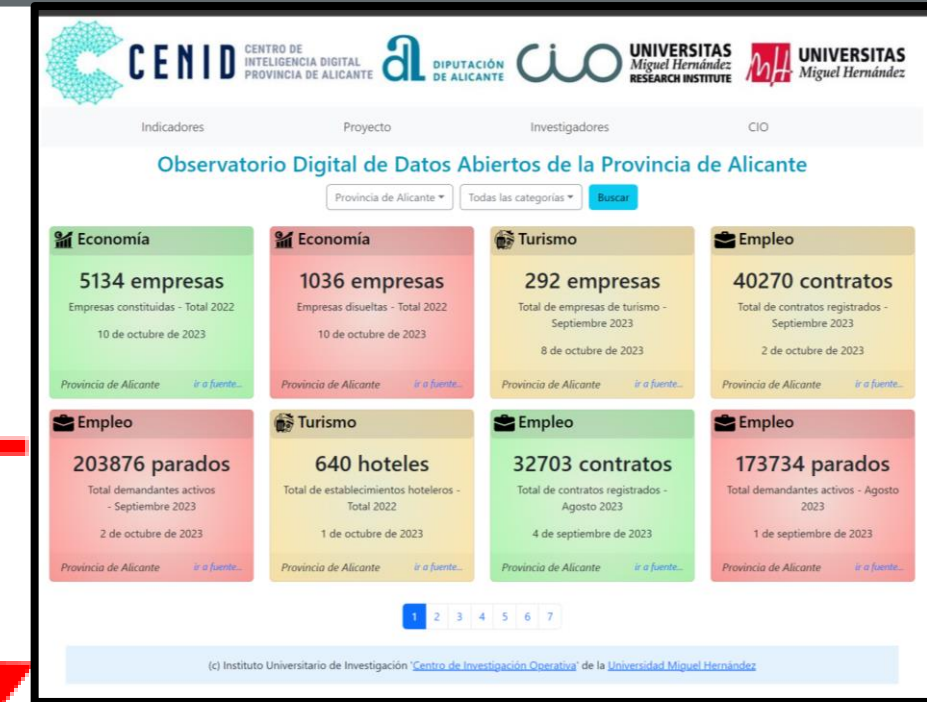 CENID
CENTRO DE
INTELIGENCIA DIGITAL
PROVINCIA DE ALICANTE
DIPUTACIÓN
DE ALICANTE
CIO
UNIVERSITAS
Miguel Hernández
RESEARCH INSTITUTE
UNIVERSITAS
Miguel Hernández
Indicadores Proyecto Investigadores CIO
Observatorio Digital de Datos Abiertos de la Provincia de Alicante
Provincia de Alicante Todas las categorías Buscar
Economía
5134 empresas
Empresas constituidas - Total 2022
10 de octubre de 2023
Provincia de Alicante ir a fuente...
Economía
1036 empresas
Empresas disueltas - Total 2022
10 de octubre de 2023
Provincia de Alicante ir a fuente...
Turismo
292 empresas
Total de empresas de turismo -
Septiembre 2023
8 de octubre de 2023
Provincia de Alicante ir a fuente...
Empleo
40270 contratos
Total de contratos registrados -
Septiembre 2023
2 de octubre de 2023
Provincia de Alicante ir a fuente...
Empleo
203876 parados
Total demandantes activos
- Septiembre 2023
2 de octubre de 2023
Provincia de Alicante ir a fuente...
Turismo
640 hoteles
Total de establecimientos hoteleros -
Total 2022
1 de octubre de 2023
Provincia de Alicante ir a fuente...
Empleo
32703 contratos
Total de contratos registrados -
Agosto 2023
4 de septiembre de 2023
Provincia de Alicante ir a fuente...
Empleo
173734 parados
Total demandantes activos - Agosto
2023
1 de septiembre de 2023
Provincia de Alicante ir a fuente...
1 2 3 4 5 6 7
(c) Instituto Universitario de Investigación 'Centro de Investigación Operativa' de la Universidad Miguel Hernández